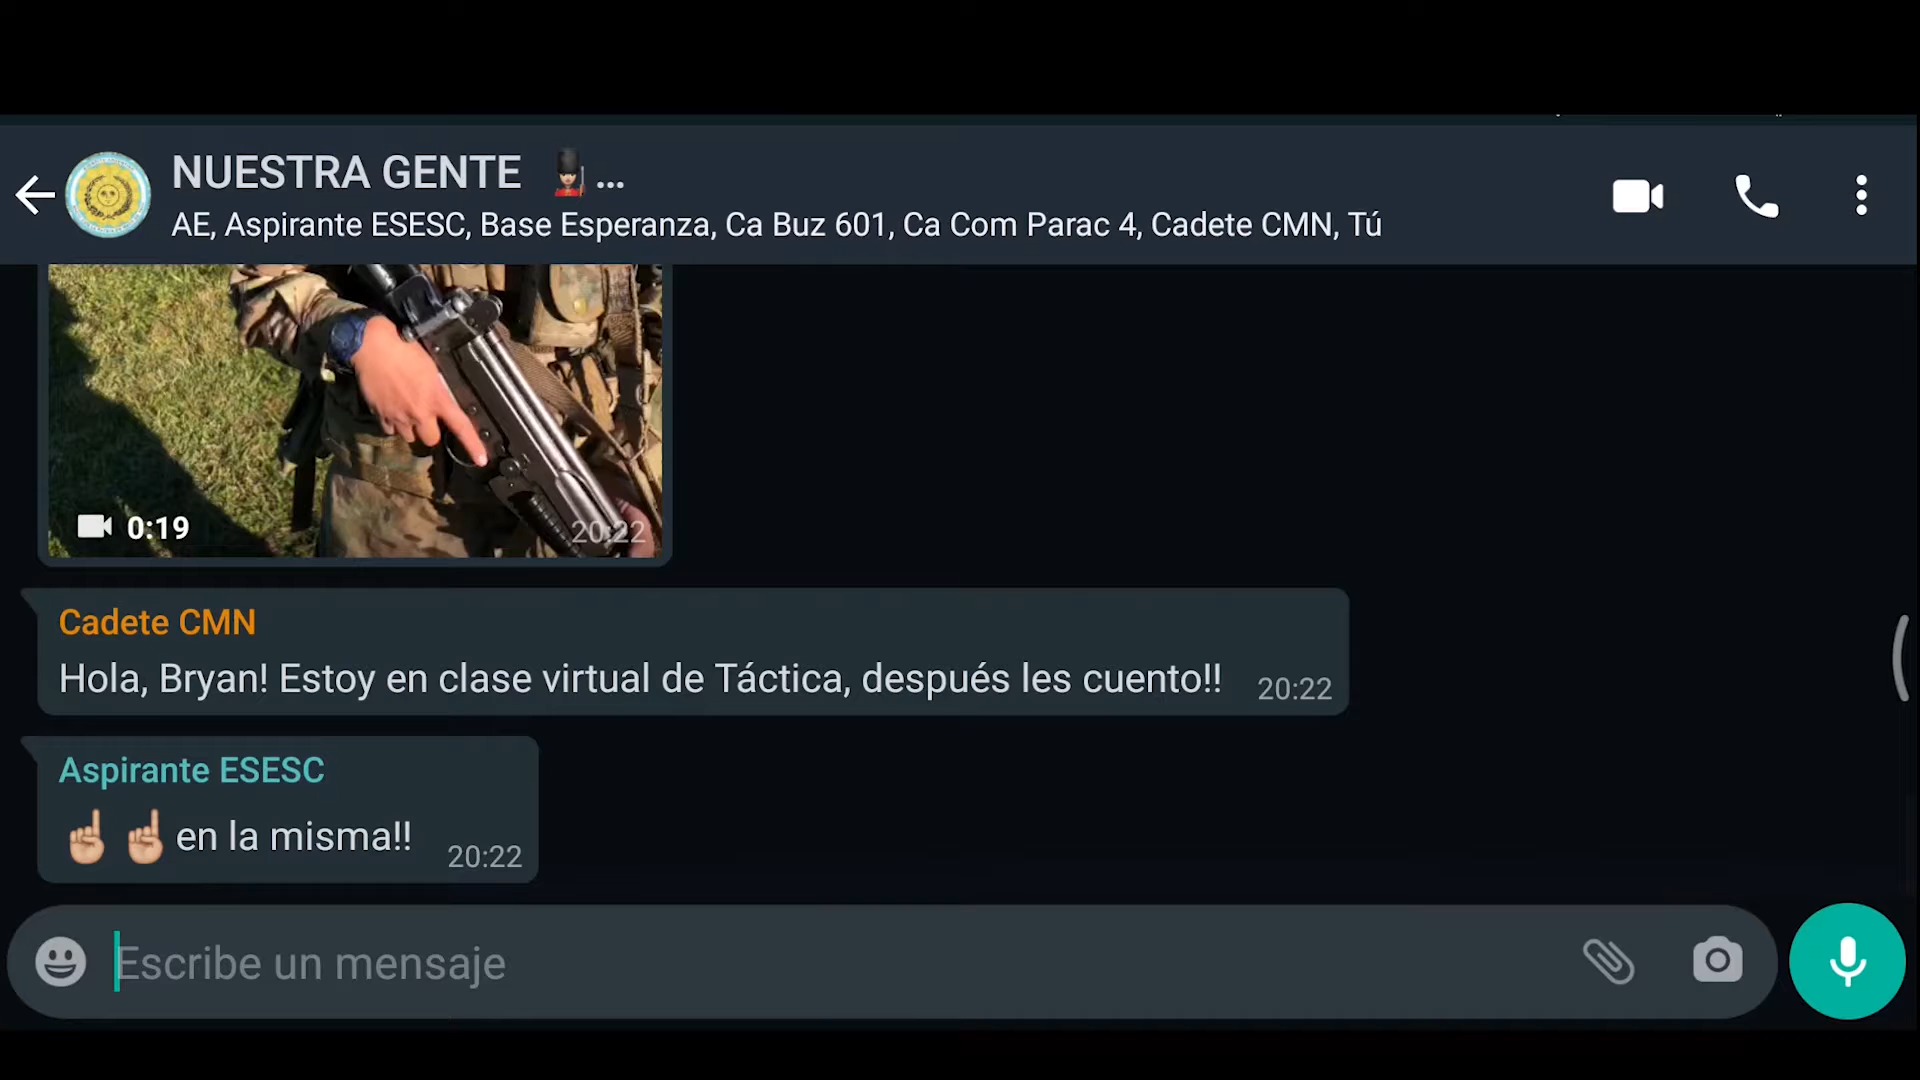 NUESTRA GENTE 💂...
AE, Aspirante ESESC, Base Esperanza, Ca Buz 601, Ca Com Parac 4, Cadete CMN, Tú
0:19
20:22
Cadete CMN
Hola, Bryan! Estoy en clase virtual de Táctica, después les cuento!!
20:22
Aspirante ESESC
☝🏼☝🏼en la misma!!
20:22
Escribe un mensaje